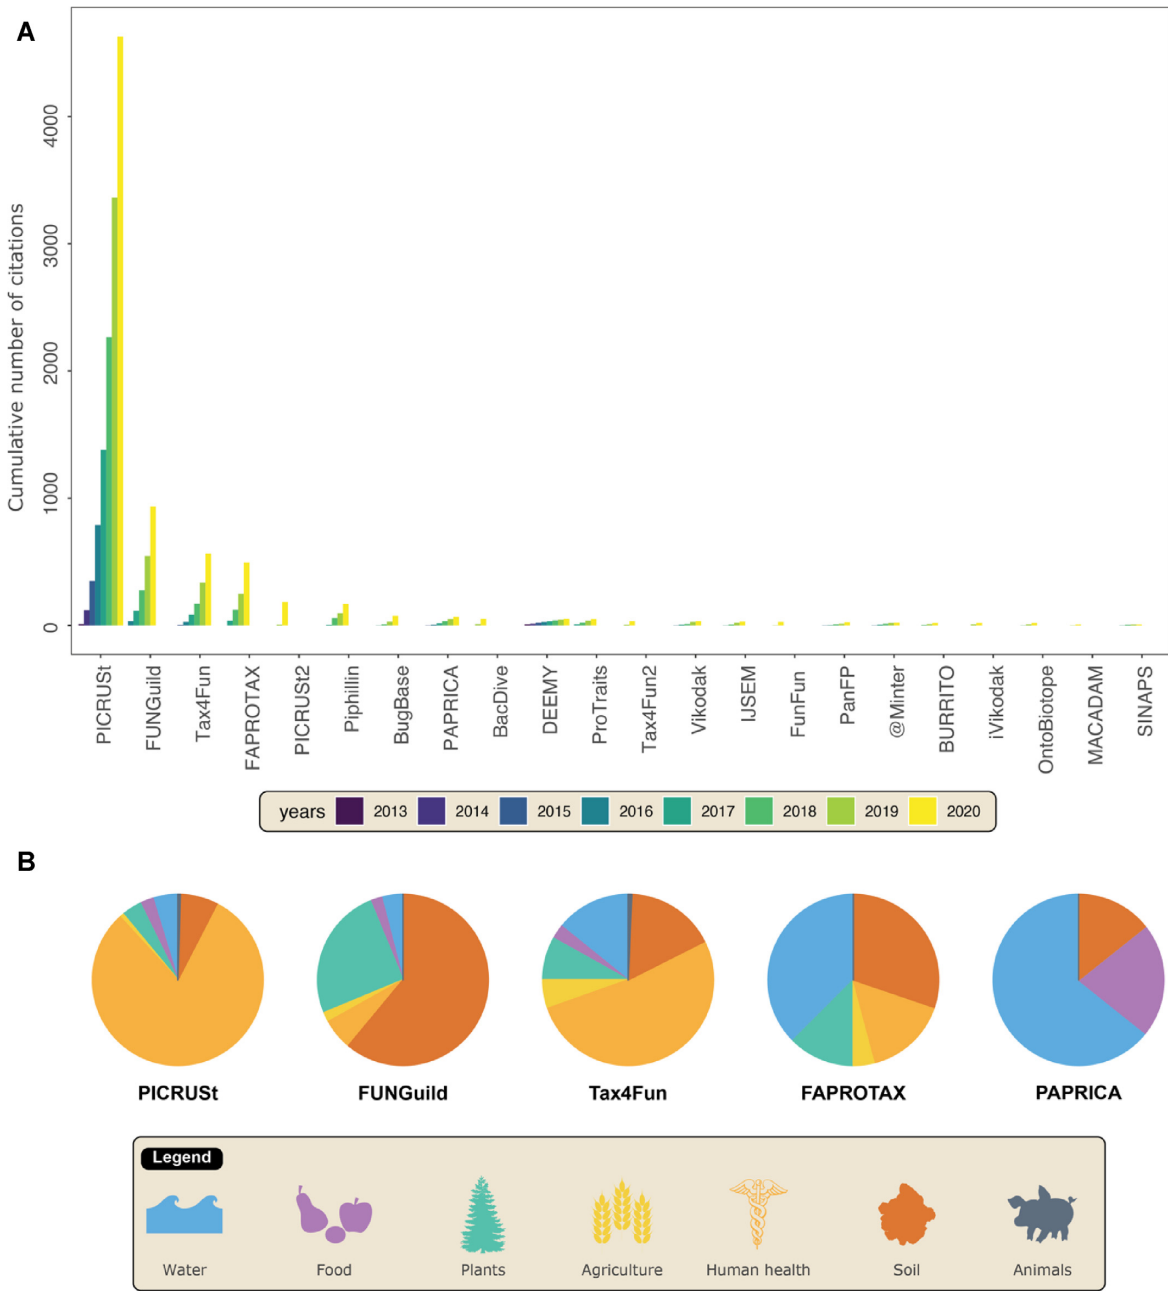 A
Cumulative number of citations
4000
3000
2000
1000
0
PICRUSt
FUNGuild
Tax4Fun
FAPROTAX
PICRUSt2
Piphillin
BugBase
PAPRICA
BacDive
DEEMY
ProTraits
Tax4Fun2
Vikodak
IJSEM
FunFun
PanFP
@Minter
BURRITO
iVikodak
OntoBiotope
MACADAM
SINAPS
years 2013 2014 2015 2016 2017 2018 2019 2020
B
PICRUSt FUNGuild Tax4Fun FAPROTAX PAPRICA
Legend
Water Food Plants Agriculture Human health Soil Animals